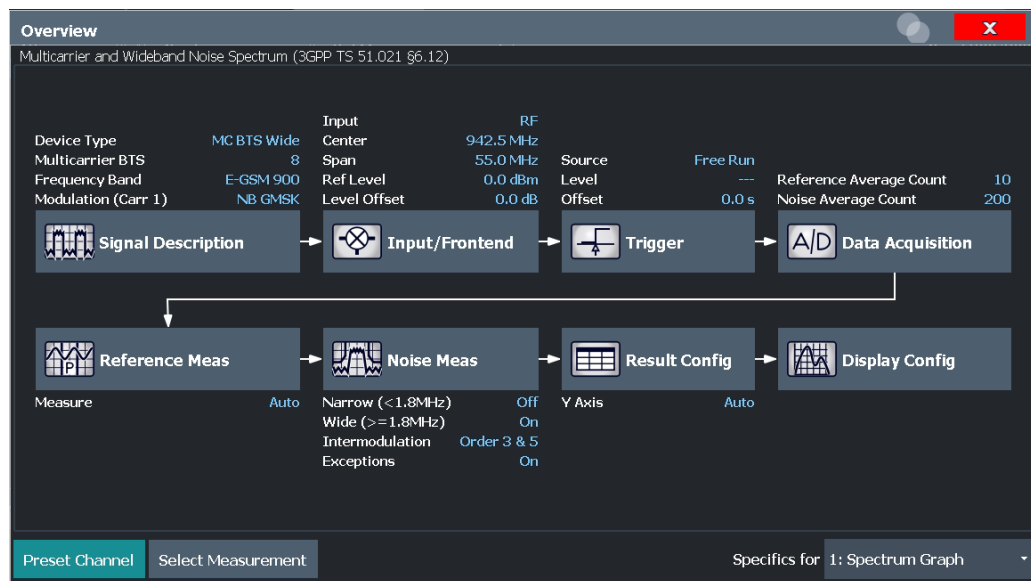 Overview
X
Multicarrier and Wideband Noise Spectrum (3GPP TS 51.021 §6.12)
Input RF
Device Type MC BTS Wide Center 942.5 MHz
Multicarrier BTS 8 Span 55.0 MHz Source Free Run
Frequency Band E-GSM 900 Ref Level 0.0 dBm Level --- Reference Average Count 10
Modulation (Carr 1) NB GMSK Level Offset 0.0 dB Offset 0.0 s Noise Average Count 200
Signal Description Input/Frontend Trigger A/D Data Acquisition
P Reference Meas Noise Meas Result Config Display Config
Measure Auto Narrow (<1.8MHz) Off Y Axis Auto
Wide (>=1.8MHz) On
Intermodulation Order 3 & 5
Exceptions On
Preset Channel Select Measurement Specifics for 1: Spectrum Graph